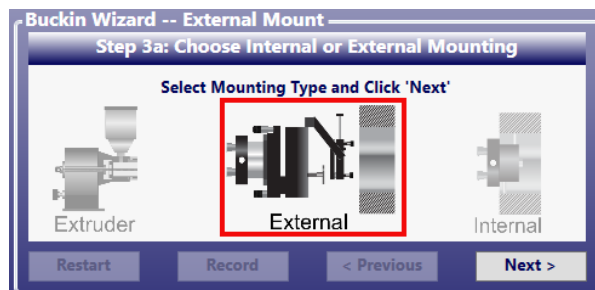 Buckin Wizard -- External Mount
Step 3a: Choose Internal or External Mounting
Select Mounting Type and Click 'Next'
Extruder
External
Internal
Restart
Record
< Previous
Next >